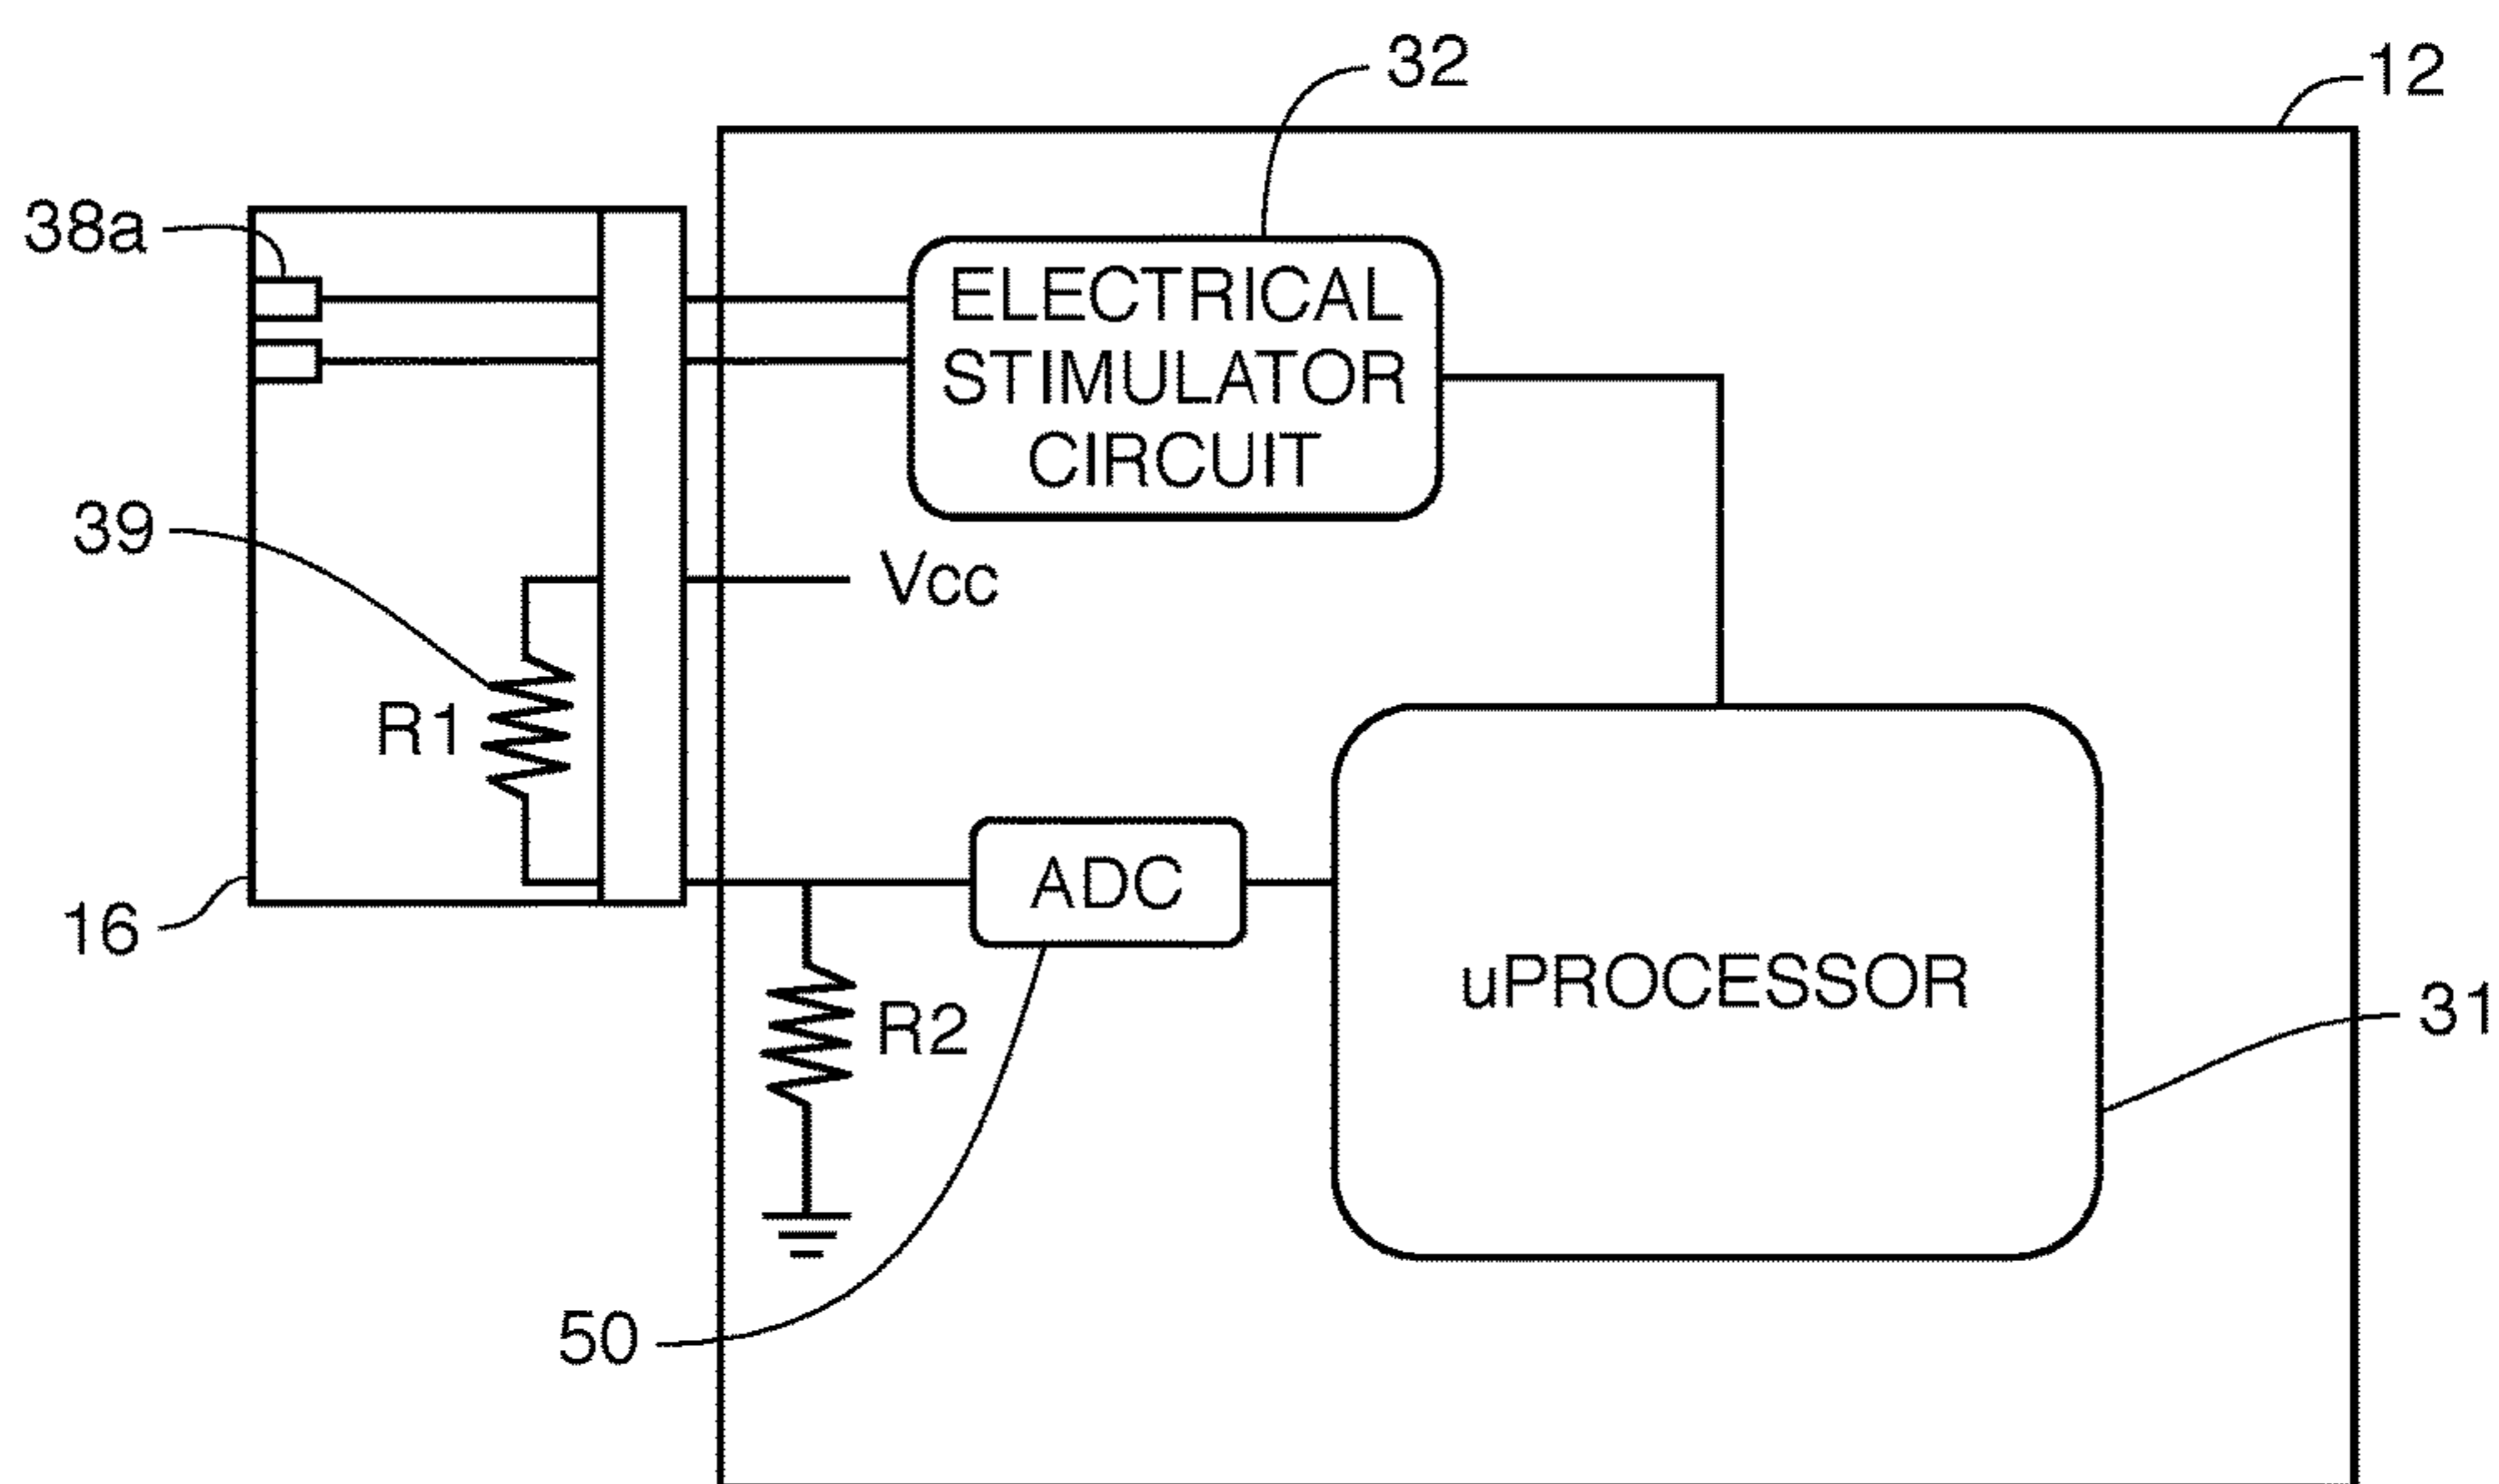 32
12
38a
ELECTRICAL
STIMULATOR
CIRCUIT
39
Vcc
R1
ADC
16
uPROCESSOR
R2
31
50